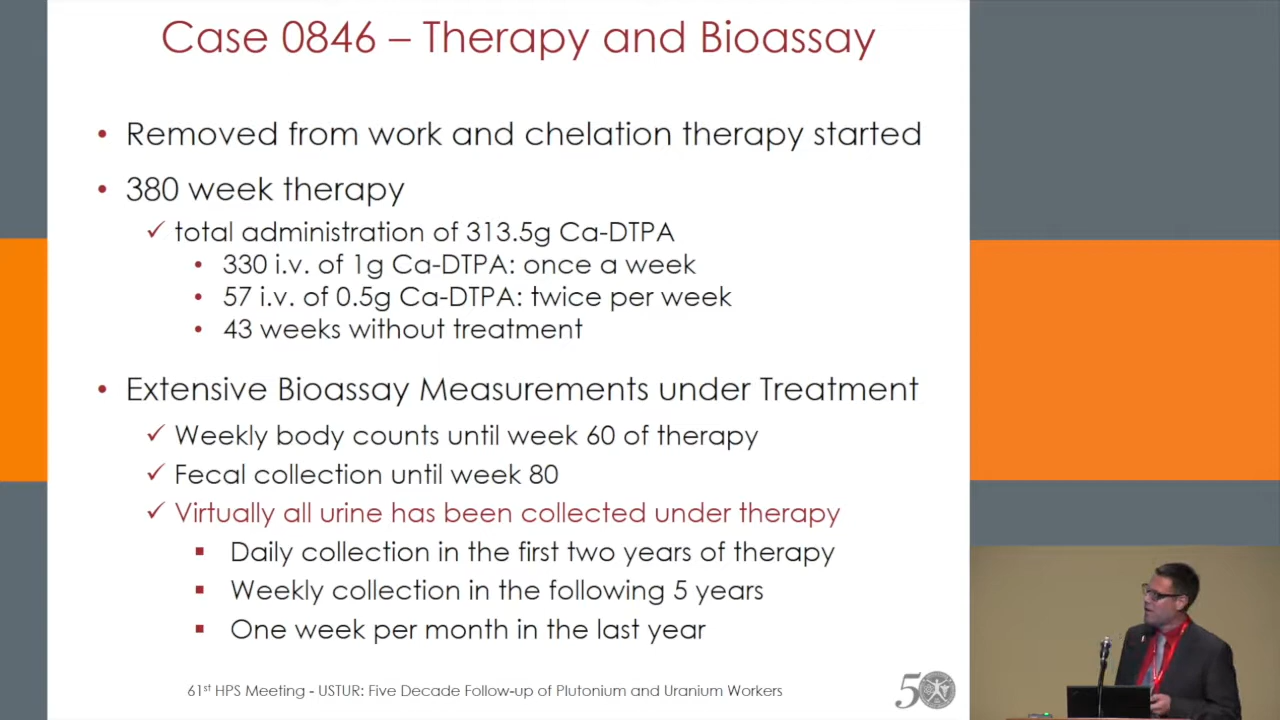 Case 0846 – Therapy and Bioassay
• Removed from work and chelation therapy started
• 380 week therapy
✓ total administration of 313.5g Ca-DTPA
• 330 i.v. of 1g Ca-DTPA: once a week
• 57 i.v. of 0.5g Ca-DTPA: twice per week
• 43 weeks without treatment
• Extensive Bioassay Measurements under Treatment
✓ Weekly body counts until week 60 of therapy
✓ Fecal collection until week 80
✓ Virtually all urine has been collected under therapy
▪ Daily collection in the first two years of therapy
▪ Weekly collection in the following 5 years
▪ One week per month in the last year
61st HPS Meeting - USTUR: Five Decade Follow-up of Plutonium and Uranium Workers
50